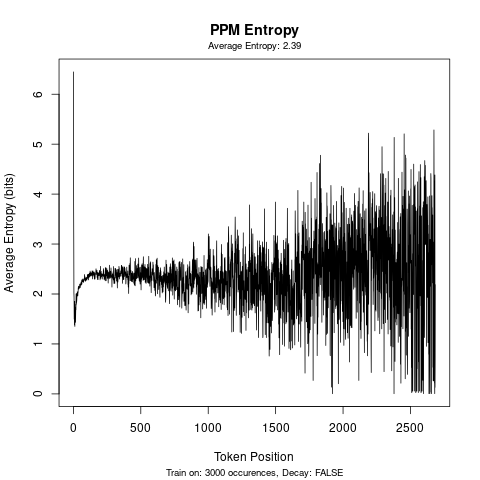 PPM Entropy
Average Entropy: 2.39
Average Entropy (bits)
6
5
4
3
2
1
0
0 500 1000 1500 2000 2500
Token Position
Train on: 3000 occurences, Decay: FALSE